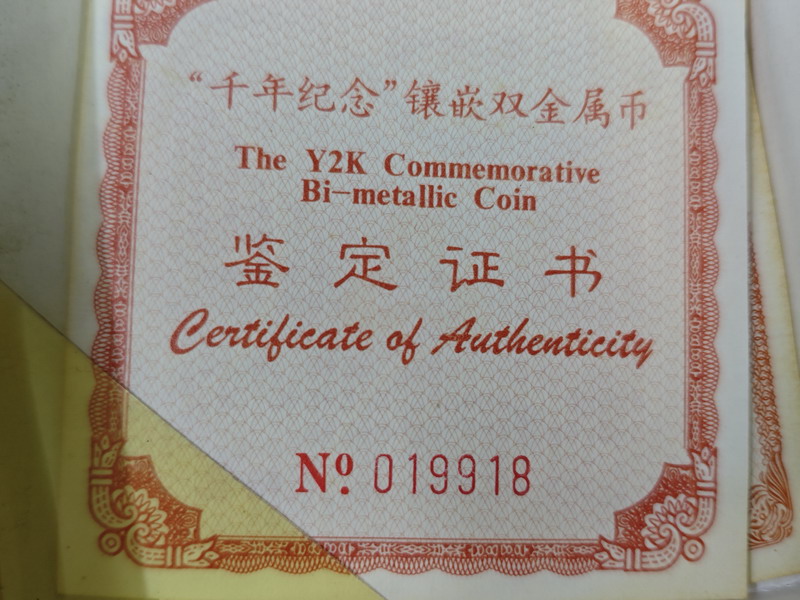 “千年纪念”镶嵌双金属币
The Y2K Commemorative
Bi-metallic Coin
鉴定证书
Certificate of Authenticity
Nº 019918